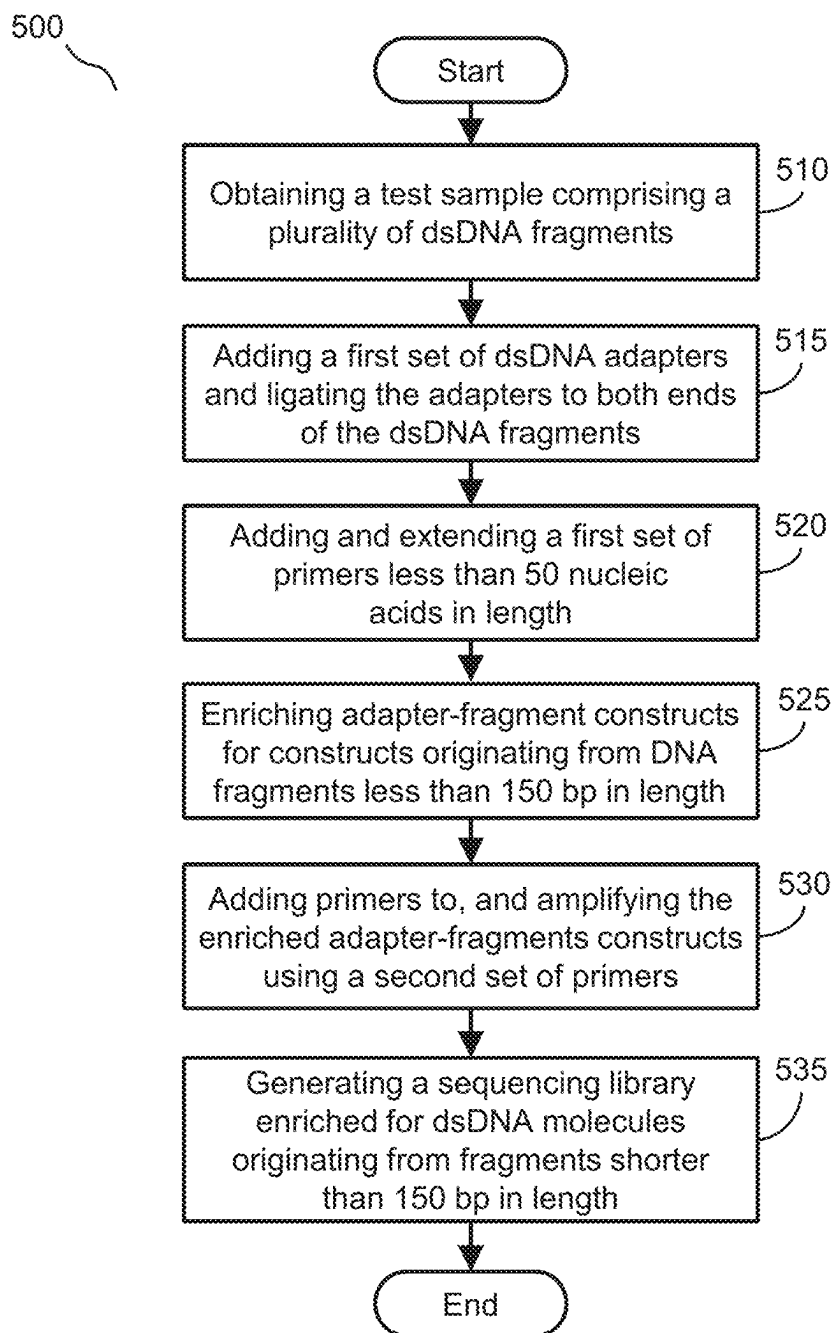 500
Start
510
Obtaining a test sample comprising a
plurality of dsDNA fragments
515
Adding a first set of dsDNA adapters
and ligating the adapters to both ends
of the dsDNA fragments
520
Adding and extending a first set of
primers less than 50 nucleic
acids in length
525
Enriching adapter-fragment constructs
for constructs originating from DNA
fragments less than 150 bp in length
530
Adding primers to, and amplifying the
enriched adapter-fragments constructs
using a second set of primers
535
Generating a sequencing library
enriched for dsDNA molecules
originating from fragments shorter
than 150 bp in length
End